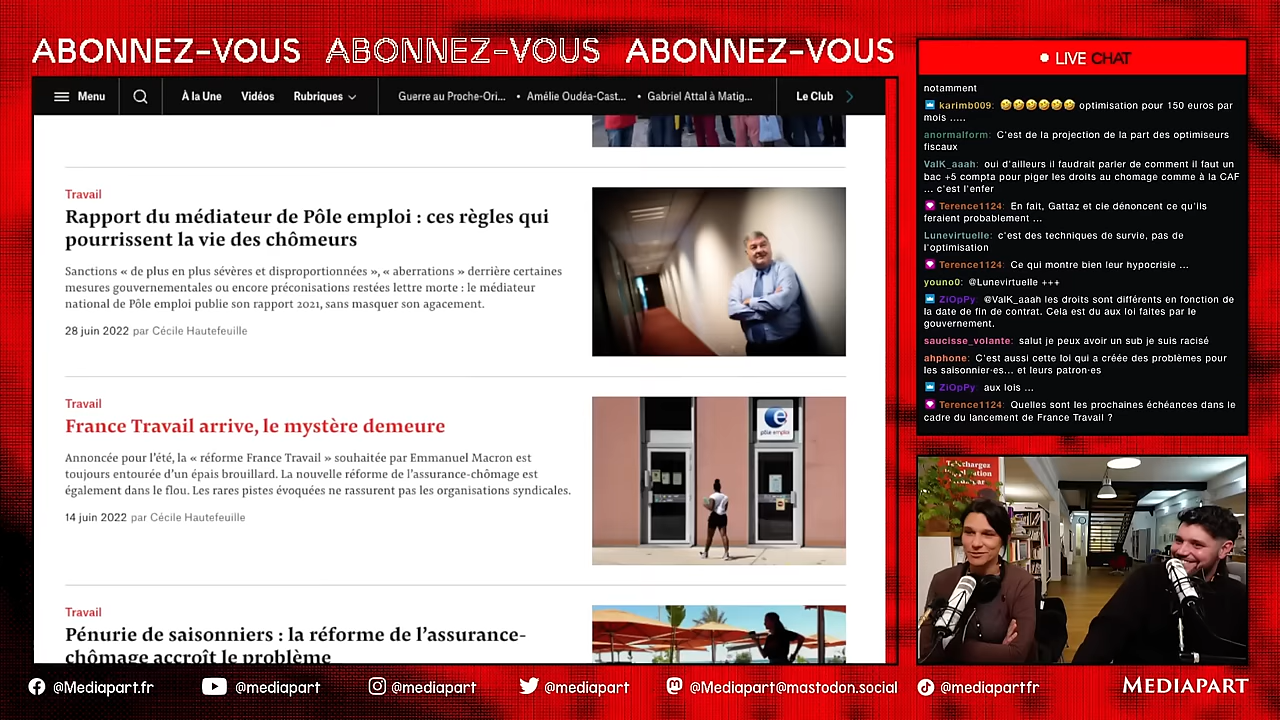 ABONNEZ-VOUS ABONNEZ-VOUS ABONNEZ-VOUS
Menu
À la Une
Vidéos
Rubriques
Guerre au Proche-Ori...
• Amélie Oudéa-Cast...
• Gabriel Attal à Matig...
Le Club
Travail
Rapport du médiateur de Pôle emploi : ces règles qui
pourrissent la vie des chômeurs
Sanctions « de plus en plus sévères et disproportionnées », « aberrations » derrière certaines
mesures gouvernementales ou encore préconisations restées lettre morte : le médiateur
national de Pôle emploi publie son rapport 2021, sans masquer son agacement.
28 juin 2022 par Cécile Hautefeuille
Travail
France Travail arrive, le mystère demeure
Annoncée pour l'été, la « réforme France Travail » souhaitée par Emmanuel Macron est
toujours entourée d'un épais brouillard. La nouvelle réforme de l'assurance-chômage est
également dans le flou. Les rares pistes évoquées ne rassurent pas les organisations syndicales.
14 juin 2022 par Cécile Hautefeuille
pôle emploi
Travail
Pénurie de saisonniers : la réforme de l'assurance-
chômage accroît le problème
LIVE CHAT
notamment
karimb009: 🤣🤣🤣🤣🤣🤣 optimisation pour 150 euros par
mois .....
anormalform: C'est de la projection de la part des optimiseurs
fiscaux
ValK_aaah: oui d'ailleurs il faudrait parler de comment il faut un
bac +5 compta pour piger les droits au chomage comme à la CAF
... c'est l'enfer
Terence1124: En fait, Gattaz et cie dénoncent ce qu'ils
feraient probablement ...
Lunevirtuelle: c'est des techniques de survie, pas de
l'optimisation
Terence1124: Ce qui montre bien leur hypocrisie ...
youno0: @Lunevirtuelle +++
ZiOpPy: @ValK_aaah les droits sont différents en fonction de
la date de fin de contrat. Cela est du aux loi faites par le
gouvernement.
saucisse_volante: salut je peux avoir un sub je suis racisé
ahphone: C'est aussi cette loi qui a créée des problèmes pour
les saisonnier·es... et leurs patron·es
ZiOpPy: aux lois ...
Terence1124: Quelles sont les prochaines échéances dans le
cadre du lancement de France Travail ?
@Mediapart.fr
@mediapart
@mediapart
@mediapart
@Mediapart@mastodon.social
@mediapartfr
MEDIAPART